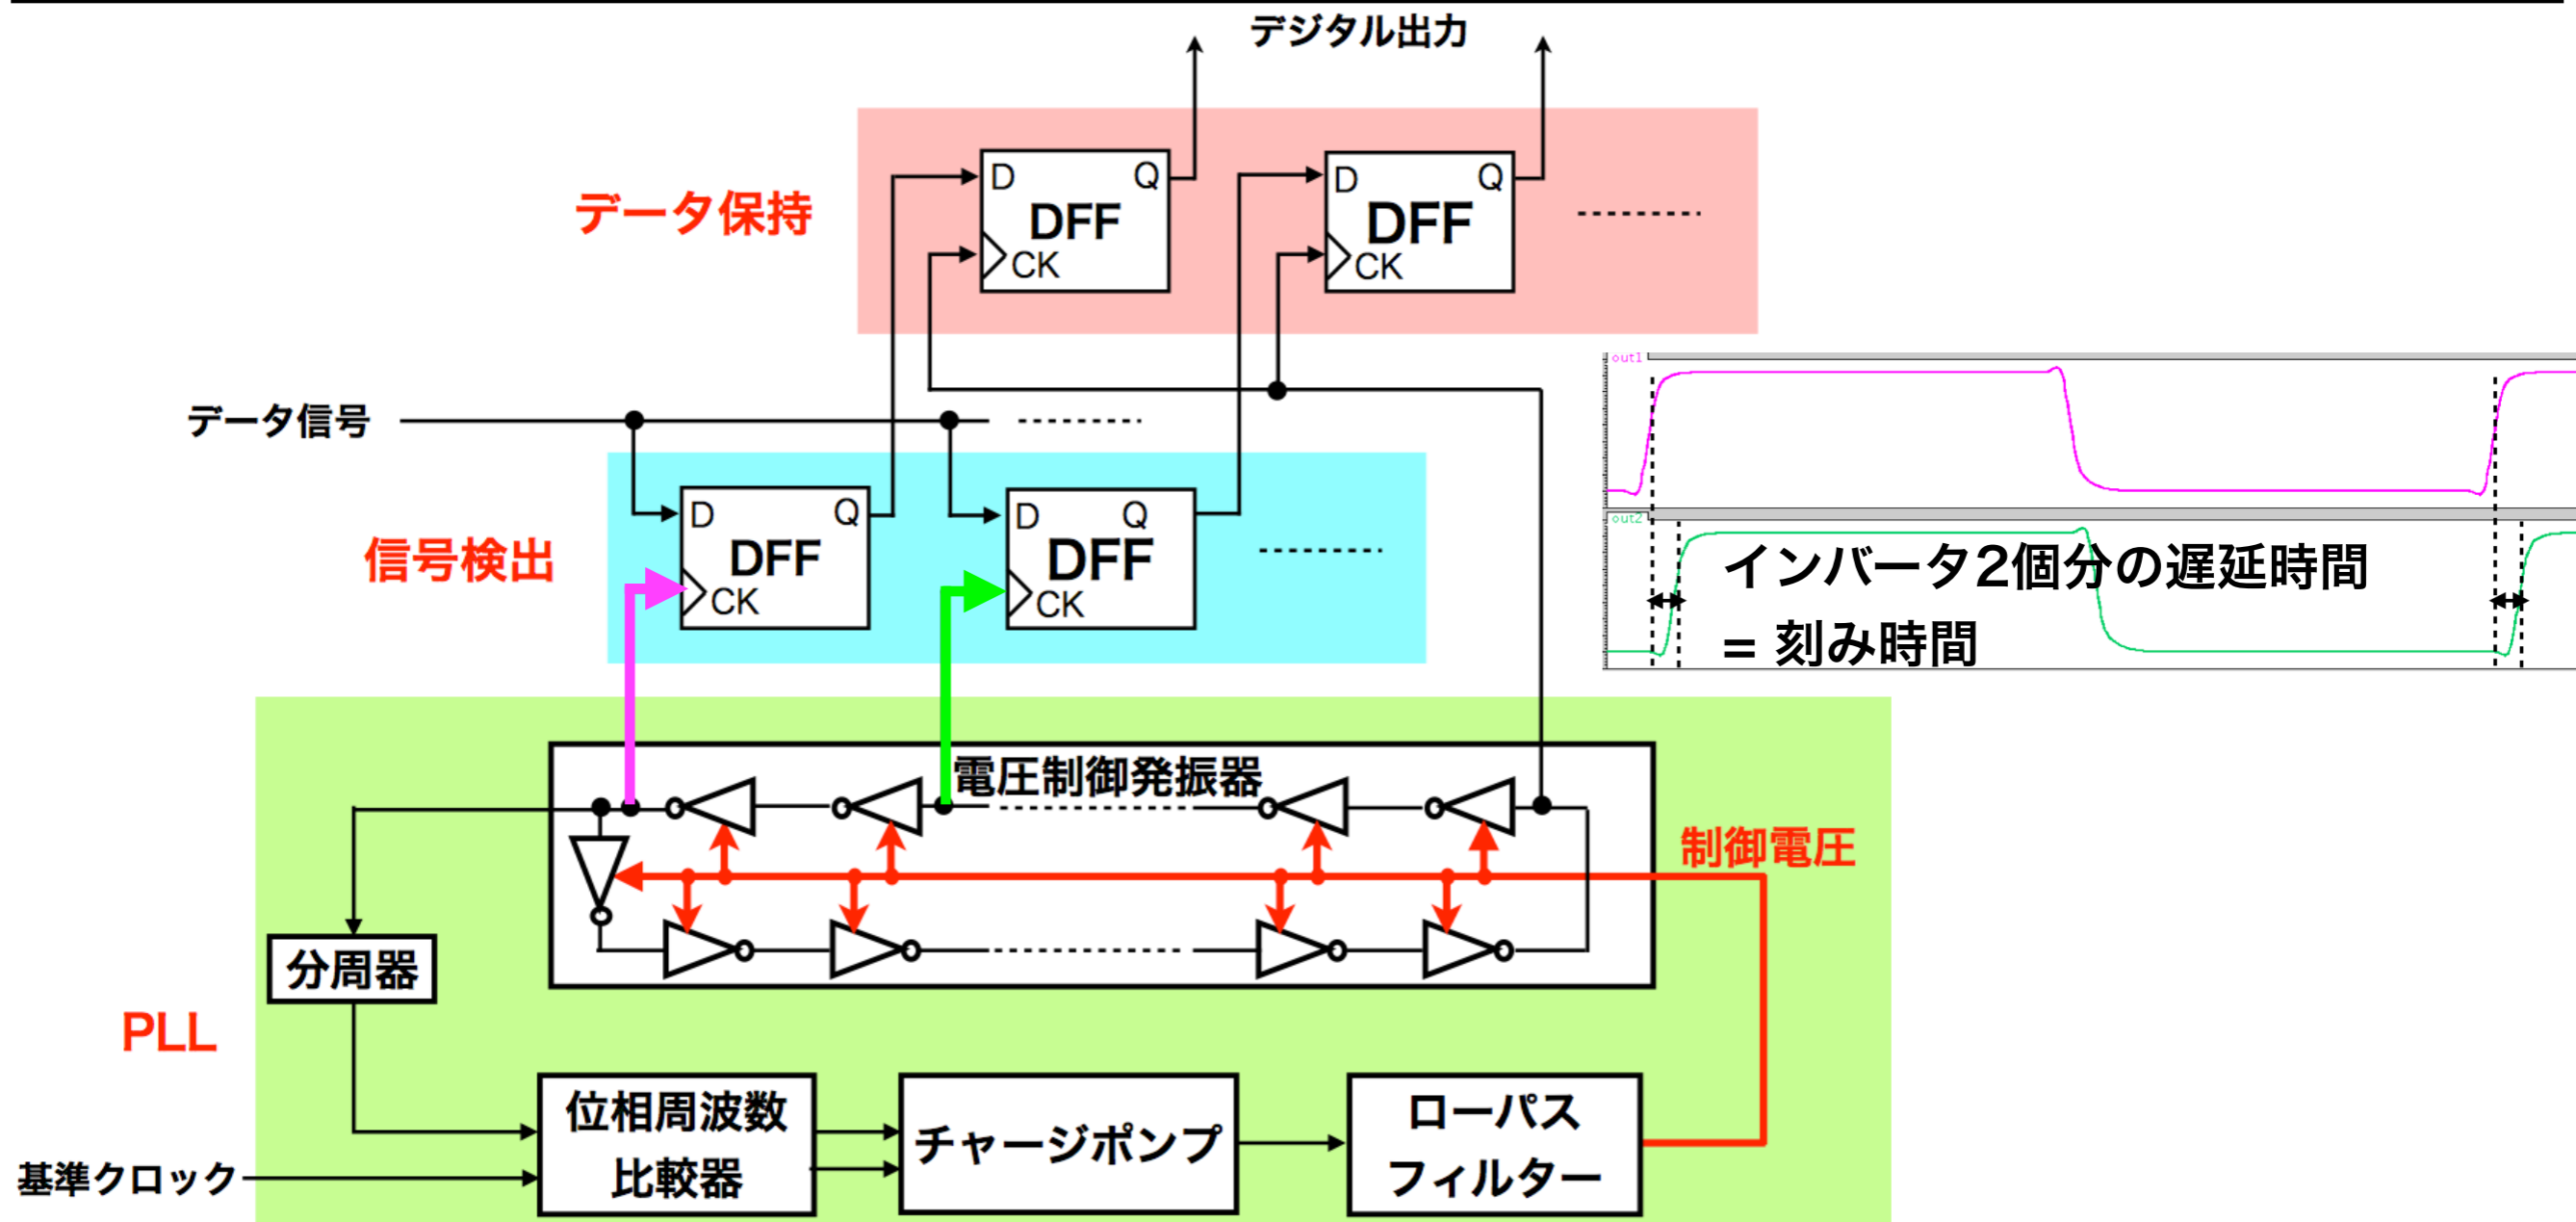 デジタル出力
データ保持
D
Q
DFF
CK
D
Q
DFF
CK
out1
データ信号
out2
信号検出
D
Q
DFF
CK
D
Q
DFF
CK
インバータ2個分の遅延時間
= 刻み時間
電圧制御発振器
制御電圧
分周器
PLL
位相周波数
比較器
チャージポンプ
ローパス
フィルター
基準クロック